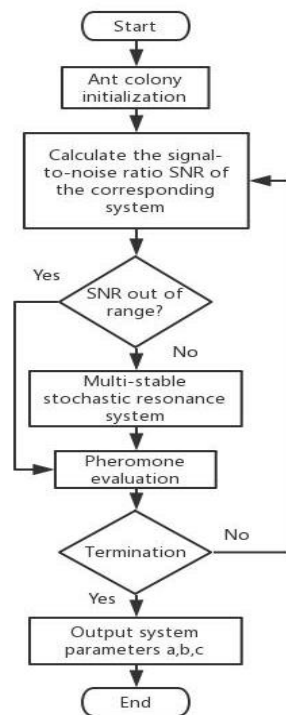 Start
Ant colony
initialization
Calculate the signal-
to-noise ratio SNR of
the corresponding
system
Yes
SNR out of
range?
No
Multi-stable
stochastic resonance
system
Pheromone
evaluation
Termination
No
Yes
Output system
parameters a,b,c
End